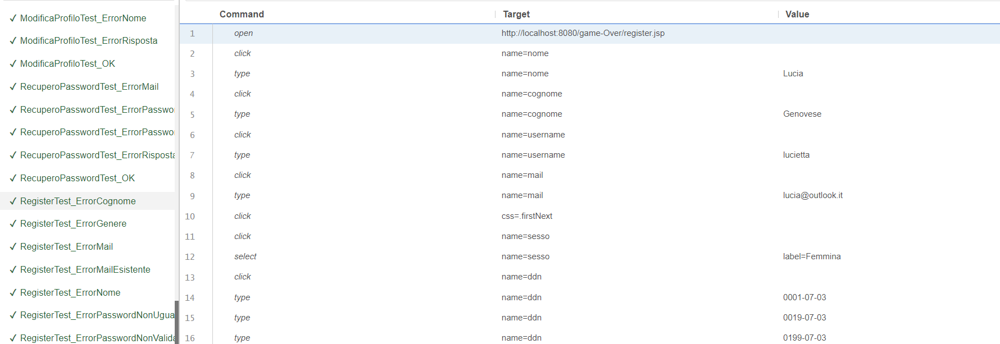 ModificaProfiloTest_ErrorNome
ModificaProfiloTest_ErrorRisposta
ModificaProfiloTest_OK
RecuperoPasswordTest_ErrorMail
RecuperoPasswordTest_ErrorPasswo
RecuperoPasswordTest_ErrorPasswo
RecuperoPasswordTest_ErrorRisposta
RecuperoPasswordTest_OK
RegisterTest_ErrorCognome
RegisterTest_ErrorGenere
RegisterTest_ErrorMail
RegisterTest_ErrorMailEsistente
RegisterTest_ErrorNome
RegisterTest_ErrorPasswordNonUgua
RegisterTest_ErrorPasswordNonValida
Command Target Value
1 open http://localhost:8080/game-Over/register.jsp
2 click name=nome
3 type name=nome Lucia
4 click name=cognome
5 type name=cognome Genovese
6 click name=username
7 type name=username lucietta
8 click name=mail
9 type name=mail lucia@outlook.it
10 click css=.firstNext
11 click name=sesso
12 select name=sesso label=Femmina
13 click name=ddn
14 type name=ddn 0001-07-03
15 type name=ddn 0019-07-03
16 type name=ddn 0199-07-03